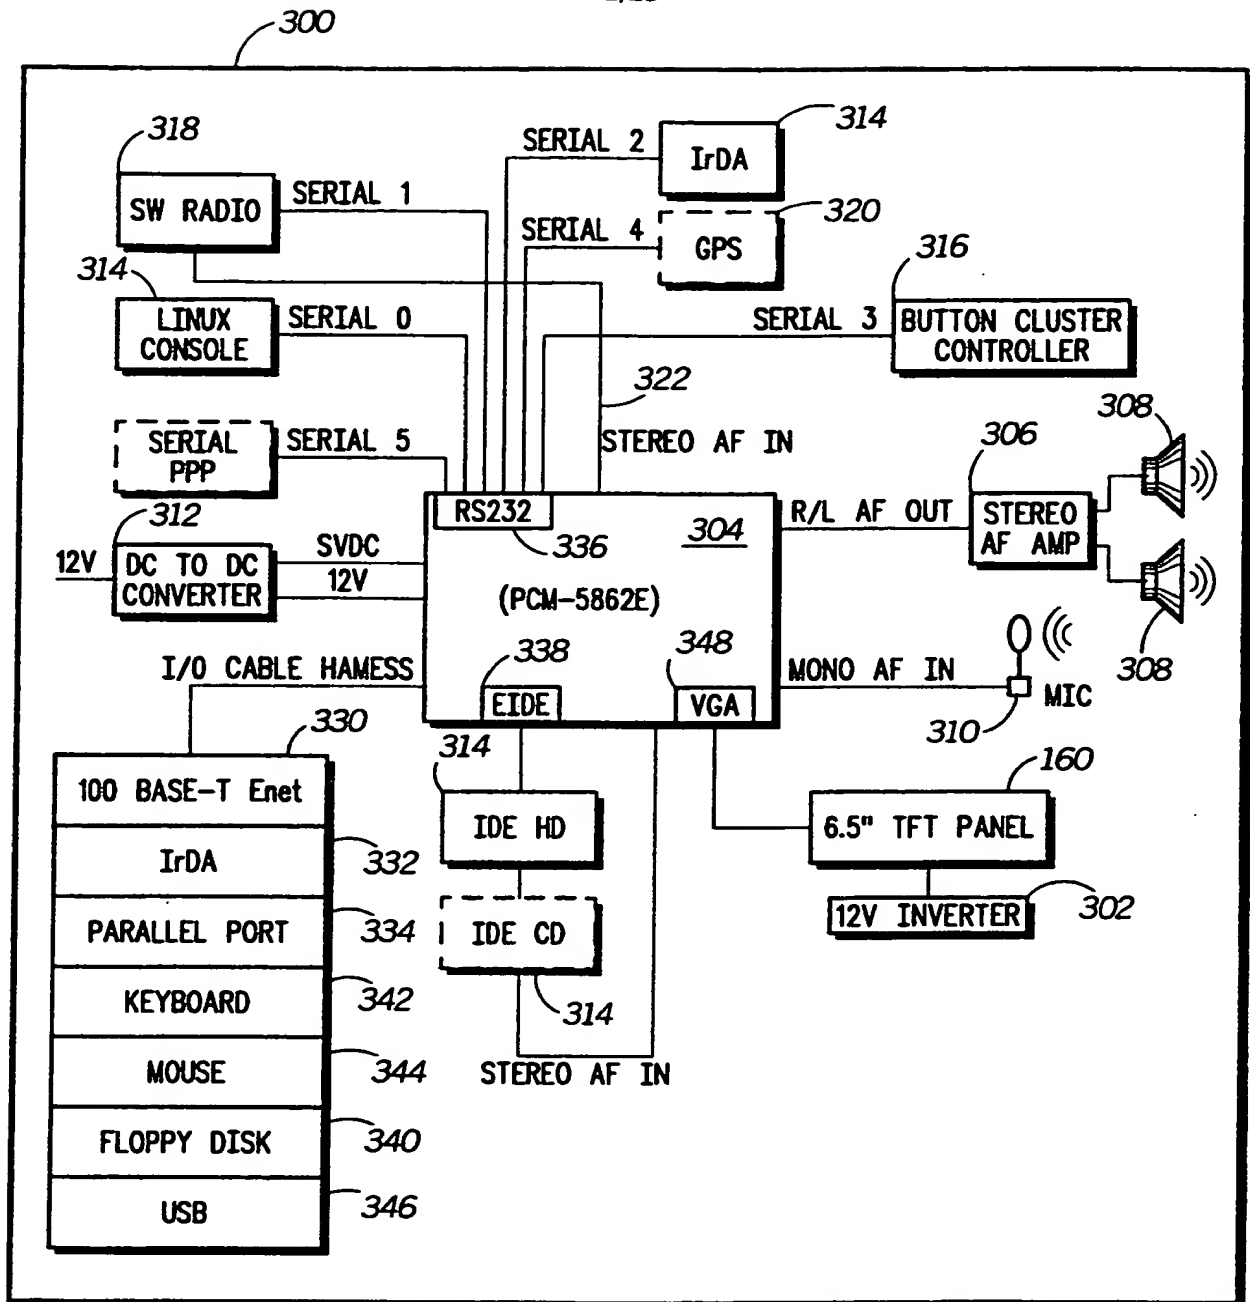 300
318
SERIAL 2
IrDA
314
SW RADIO
SERIAL 1
320
SERIAL 4
GPS
314
316
LINUX
CONSOLE
SERIAL 0
SERIAL 3
BUTTON CLUSTER
CONTROLLER
322
308
SERIAL
PPP
SERIAL 5
STEREO AF IN
306
312
RS232
336
304
R/L AF OUT
STEREO
AF AMP
12V
DC TO DC
CONVERTER
SVDC
12V
(PCM-5862E)
308
I/O CABLE HAMESS
338
348
MONO AF IN
MIC
310
EIDE
VGA
330
314
160
100 BASE-T Enet
IDE HD
6.5" TFT PANEL
IrDA
332
12V INVERTER
302
PARALLEL PORT
334
IDE CD
KEYBOARD
342
314
MOUSE
344
STEREO AF IN
FLOPPY DISK
340
USB
346